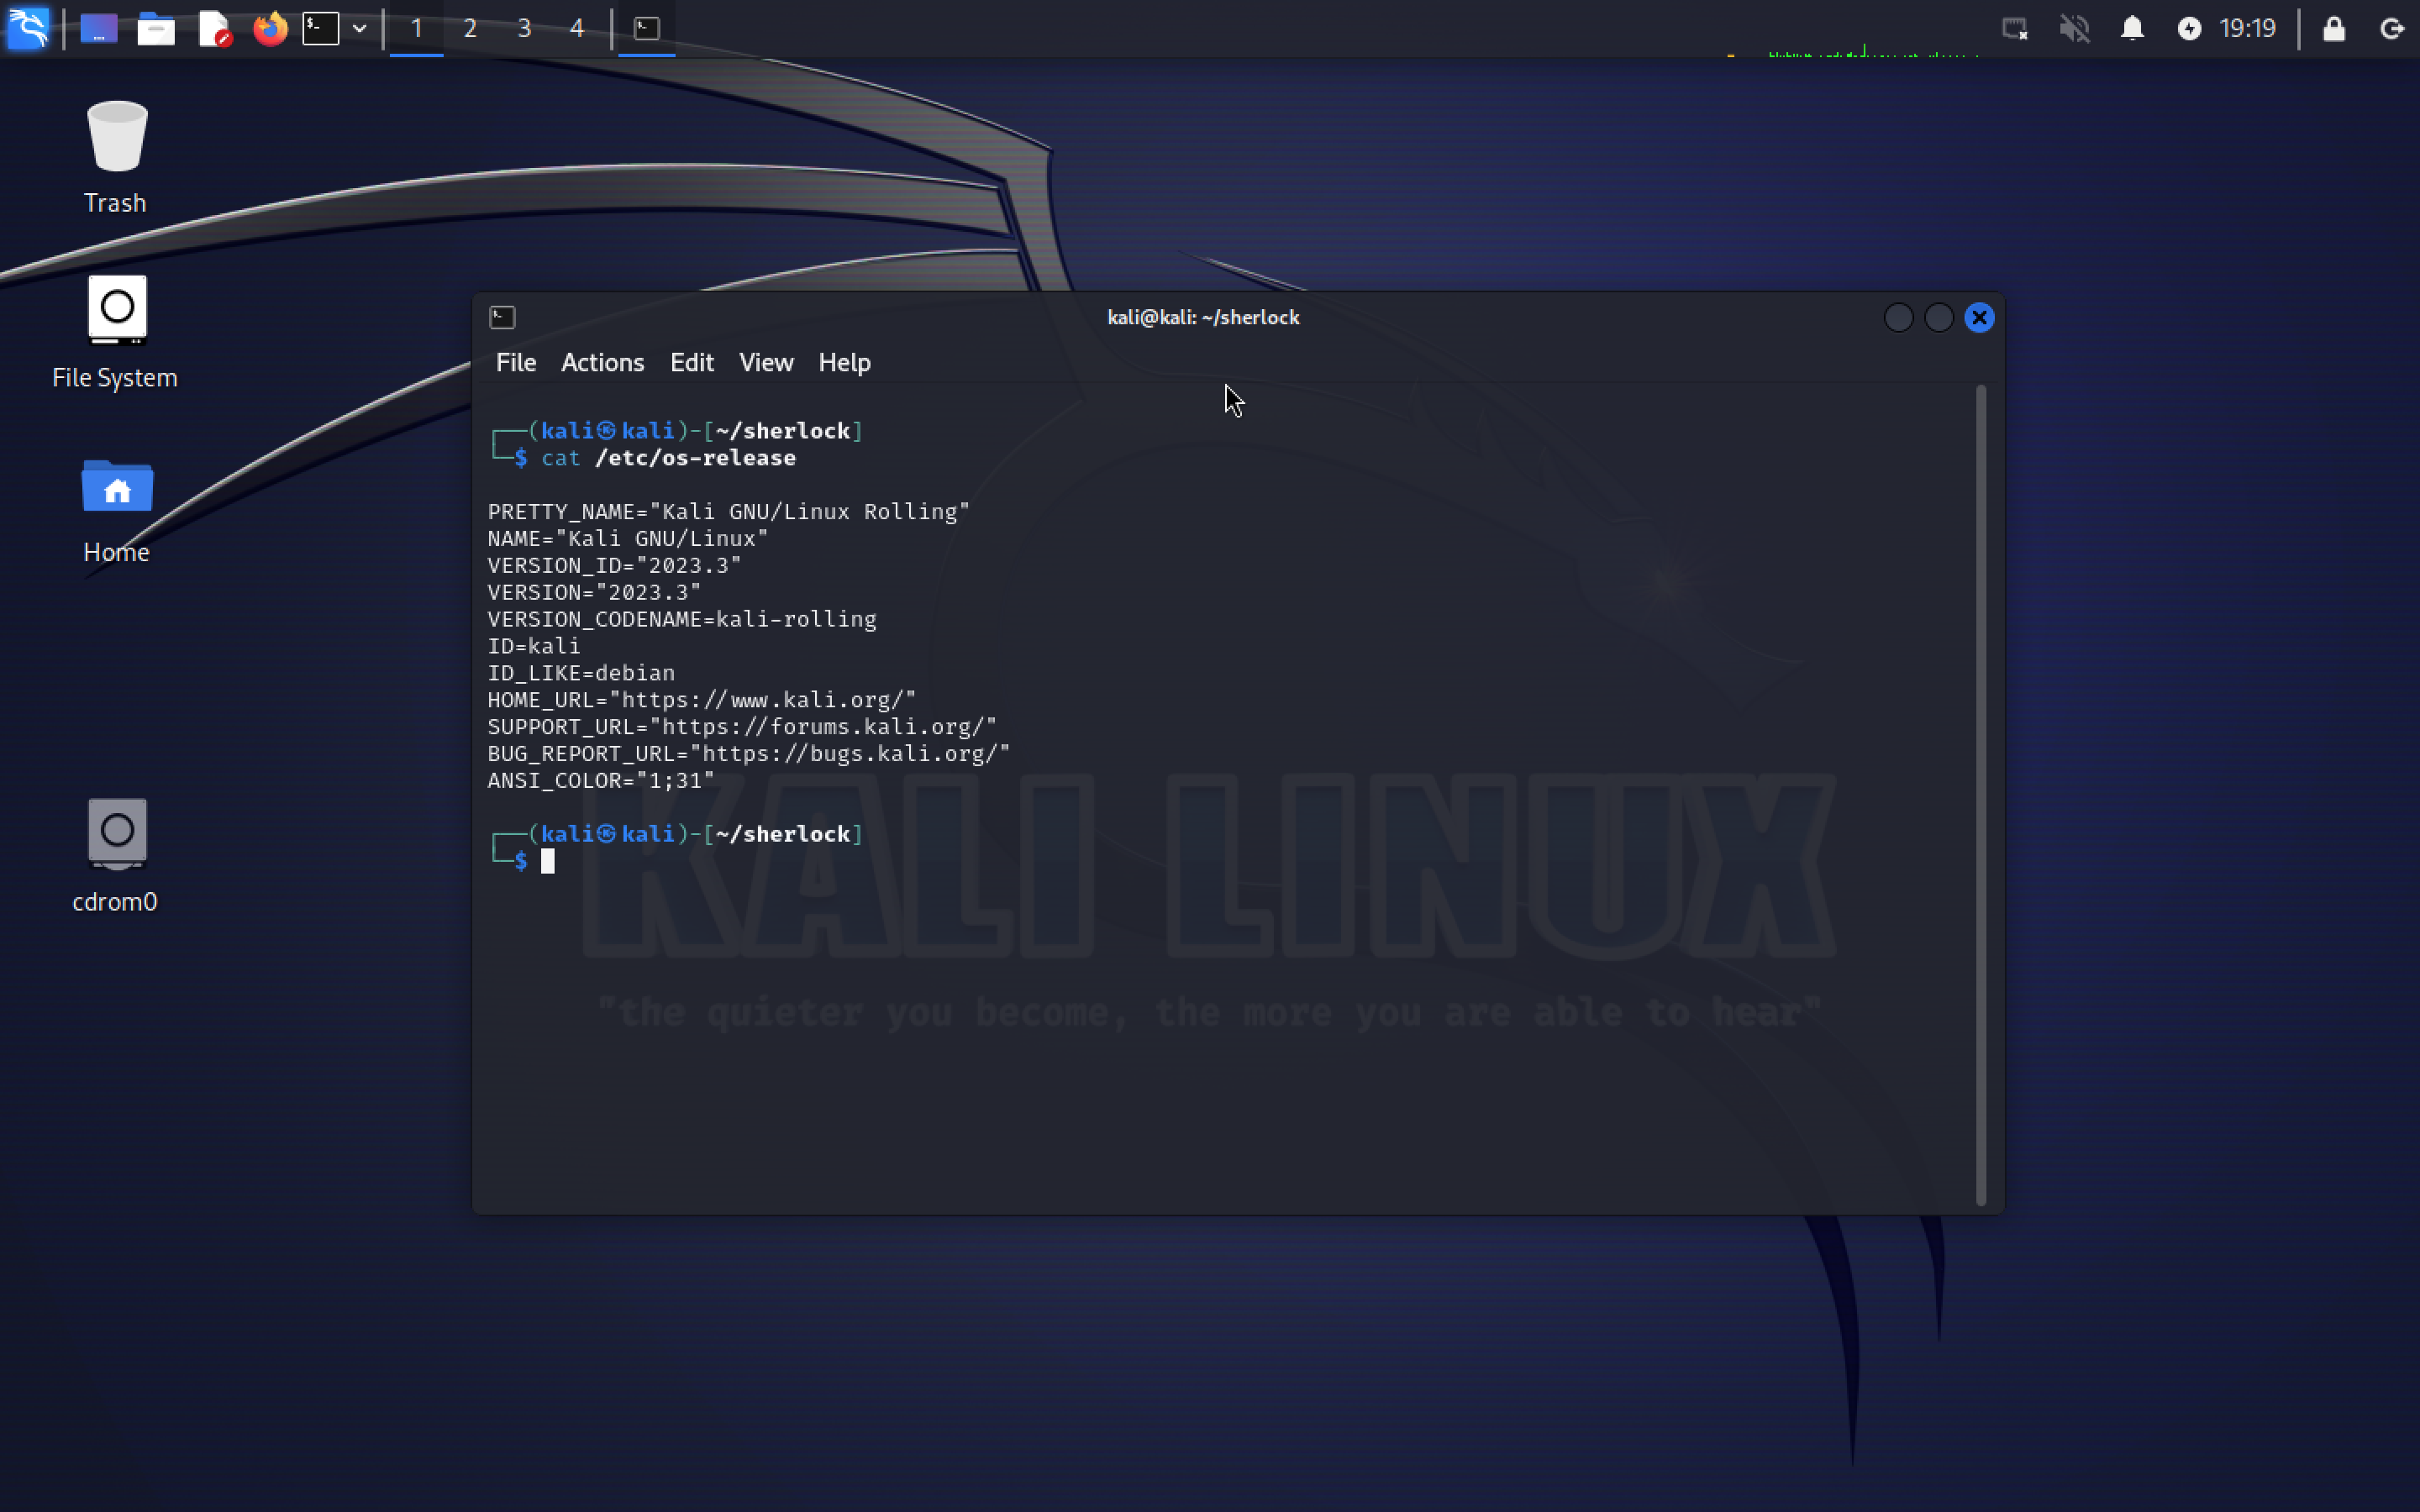 1 2 3 4 19:19
Trash
File System
Home
cdrom0
kali@kali: ~/sherlock
File Actions Edit View Help
┌──(kali㉿kali)-[~/sherlock]
└─$ cat /etc/os-release
PRETTY_NAME="Kali GNU/Linux Rolling"
NAME="Kali GNU/Linux"
VERSION_ID="2023.3"
VERSION="2023.3"
VERSION_CODENAME=kali-rolling
ID=kali
ID_LIKE=debian
HOME_URL="https://www.kali.org/"
SUPPORT_URL="https://forums.kali.org/"
BUG_REPORT_URL="https://bugs.kali.org/"
ANSI_COLOR="1;31"
┌──(kali㉿kali)-[~/sherlock]
└─$
KALI LINUX
"the quieter you become, the more you are able to hear"